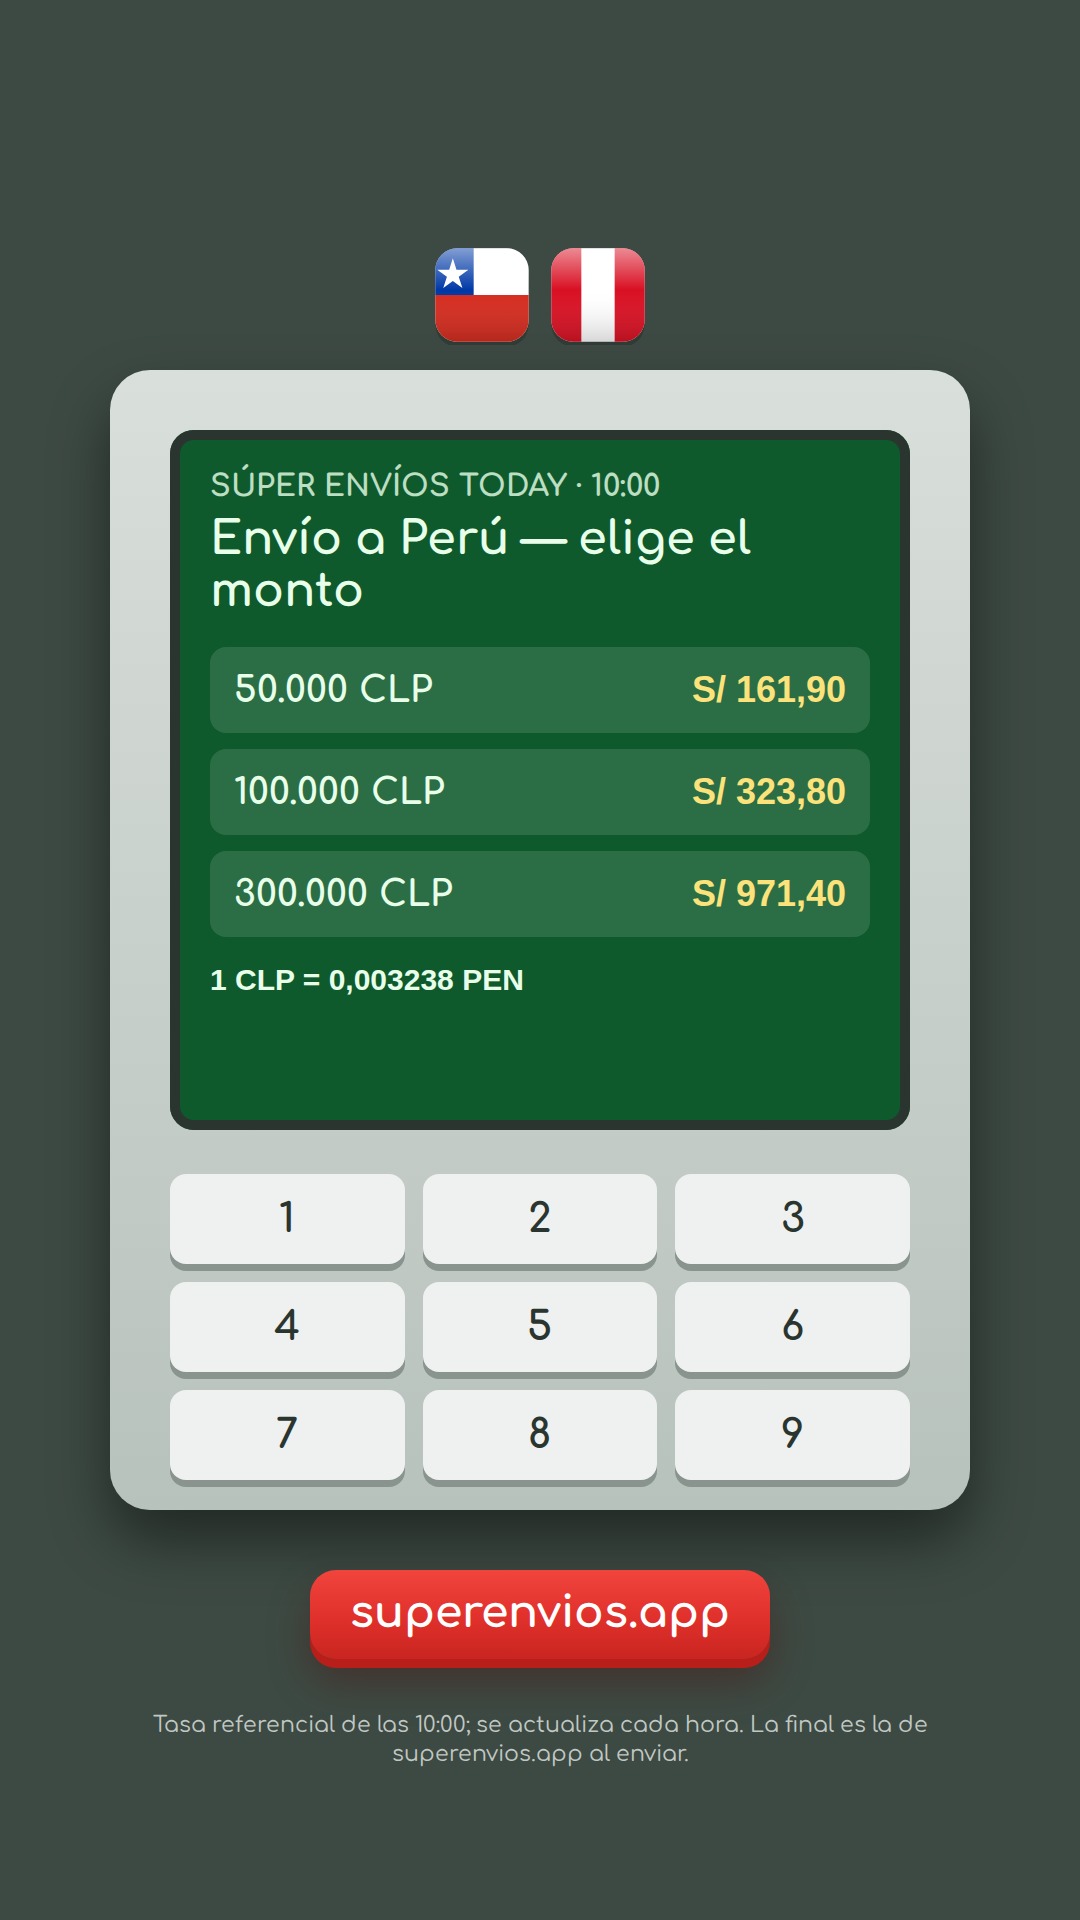 SÚPER ENVÍOS TODAY · 10:00
Envío a Perú — elige el
monto
50.000 CLP S/ 161,90
100.000 CLP S/ 323,80
300.000 CLP S/ 971,40
1 CLP = 0,003238 PEN
1 2 3
4 5 6
7 8 9
superenvios.app
Tasa referencial de las 10:00; se actualiza cada hora. La final es la de
superenvios.app al enviar.